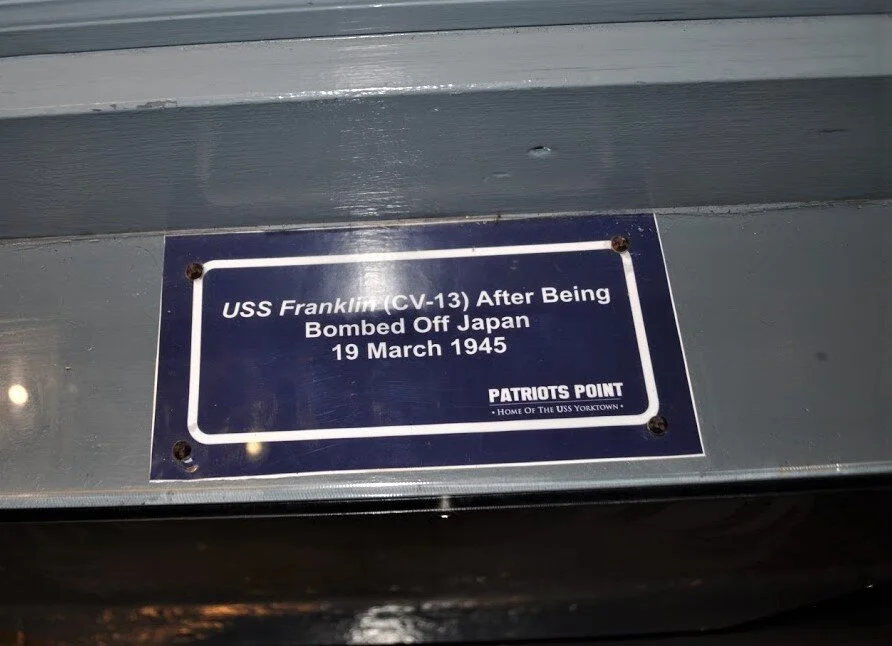 USS Franklin (CV-13) After Being
Bombed Off Japan
19 March 1945
PATRIOTS POINT
• HOME OF THE USS YORKTOWN •